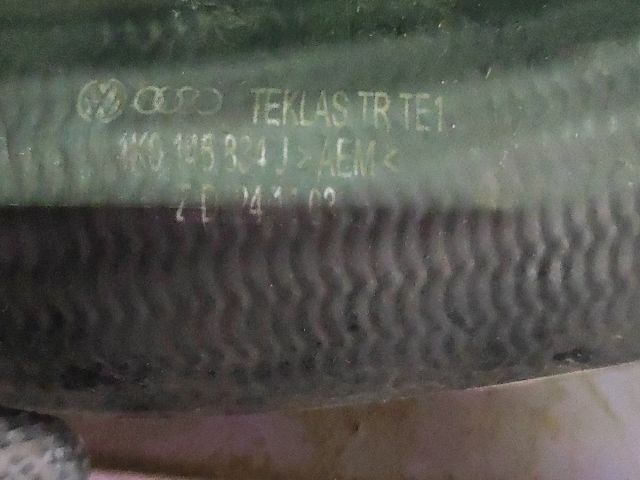 TEKLAS TR TE1
1K0 145 834 J >AEM<